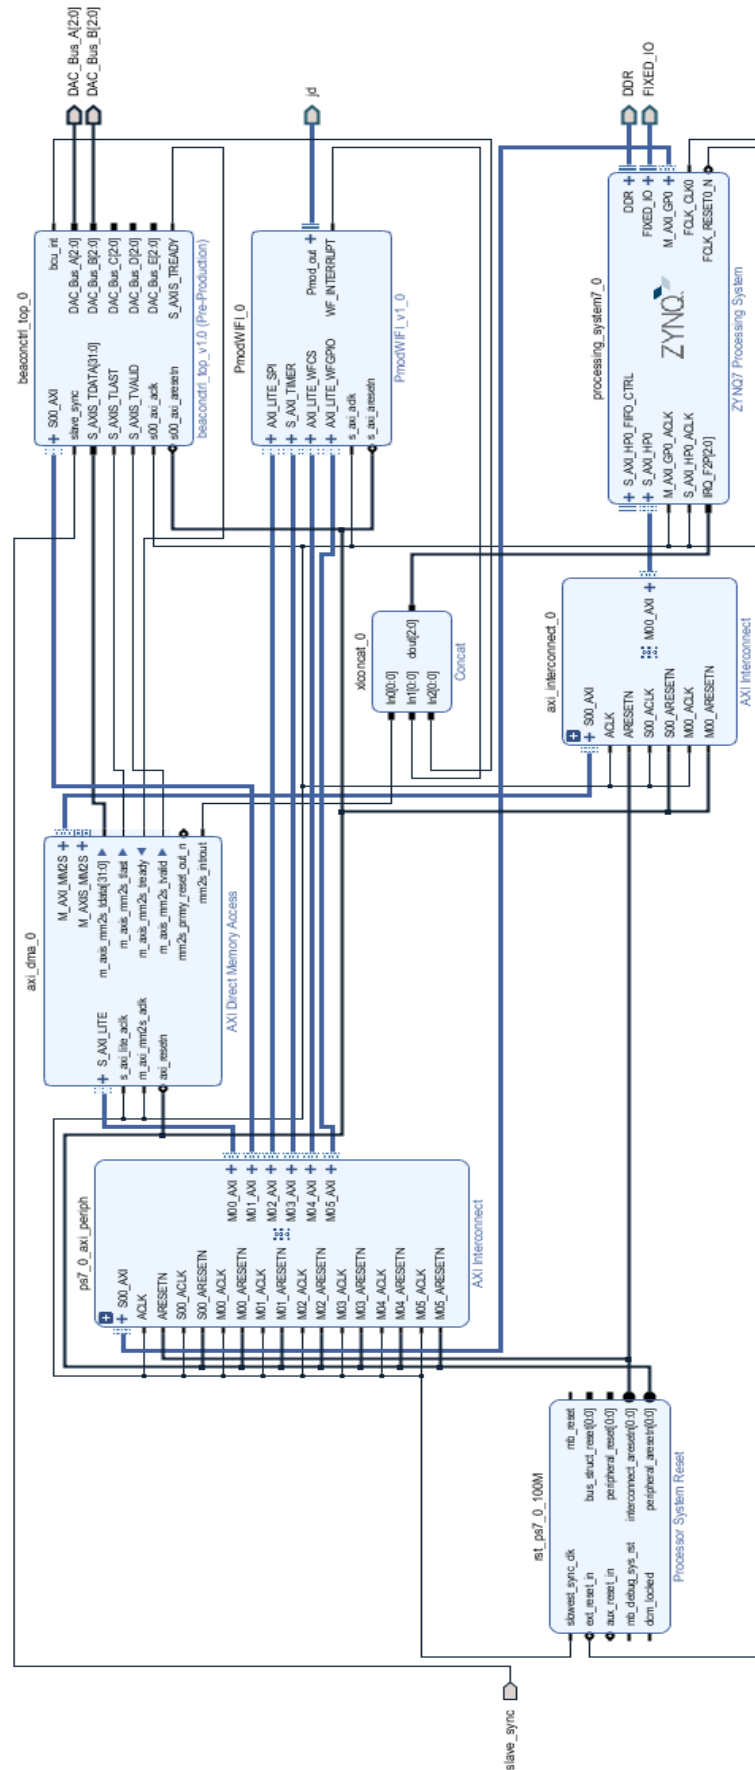 slave_sync
rst_ps7_0_100M
slowest_sync_clk
ext_reset_in
aux_reset_in
mb_debug_sys_rst
dcm_locked
mb_reset
bus_struct_reset[0:0]
peripheral_reset[0:0]
interconnect_aresetn[0:0]
peripheral_aresetn[0:0]
Processor System Reset
ps7_0_axi_periph
S00_AXI
ACLK
ARESETN
S00_ACLK
S00_ARESETN
M00_ACLK
M00_ARESETN
M01_ACLK
M01_ARESETN
M02_ACLK
M02_ARESETN
M03_ACLK
M03_ARESETN
M04_ACLK
M04_ARESETN
M05_ACLK
M05_ARESETN
M00_AXI
M01_AXI
M02_AXI
M03_AXI
M04_AXI
M05_AXI
AXI Interconnect
axi_dma_0
S_AXI_LITE
s_axi_lite_aclk
m_axi_mm2s_aclk
axi_resetn
M_AXI_MM2S
M_AXIS_MM2S
m_axis_mm2s_tdata[31:0]
m_axis_mm2s_tlast
m_axis_mm2s_tready
m_axis_mm2s_tvalid
mm2s_prmry_reset_out_n
mm2s_introut
AXI Direct Memory Access
xlconcat_0
In0[0:0]
In1[0:0]
In2[0:0]
dout[2:0]
Concat
axi_interconnect_0
S00_AXI
ACLK
ARESETN
S00_ACLK
S00_ARESETN
M00_ACLK
M00_ARESETN
M00_AXI
AXI Interconnect
beaconctrl_top_0
S00_AXI
slave_sync
S_AXIS_TDATA[31:0]
S_AXIS_TLAST
S_AXIS_TVALID
s00_axi_aclk
s00_axi_aresetn
bcu_int
DAC_Bus_A[2:0]
DAC_Bus_B[2:0]
DAC_Bus_C[2:0]
DAC_Bus_D[2:0]
DAC_Bus_E[2:0]
S_AXIS_TREADY
beaconctrl_top_v1.0 (Pre-Production)
PmodWIFI_0
AXI_LITE_SPI
S_AXI_TIMER
AXI_LITE_WFCS
AXI_LITE_WFGPIO
s_axi_aclk
s_axi_aresetn
Pmod_out
WF_INTERRUPT
PmodWIFI_v1_0
processing_system7_0
S_AXI_HP0_FIFO_CTRL
S_AXI_HP0
M_AXI_GP0_ACLK
S_AXI_HP0_ACLK
IRQ_F2P[2:0]
ZYNQ
DDR
FIXED_IO
M_AXI_GP0
FCLK_CLK0
FCLK_RESET0_N
ZYNQ7 Processing System
DAC_Bus_A[2:0]
DAC_Bus_B[2:0]
jd
DDR
FIXED_IO